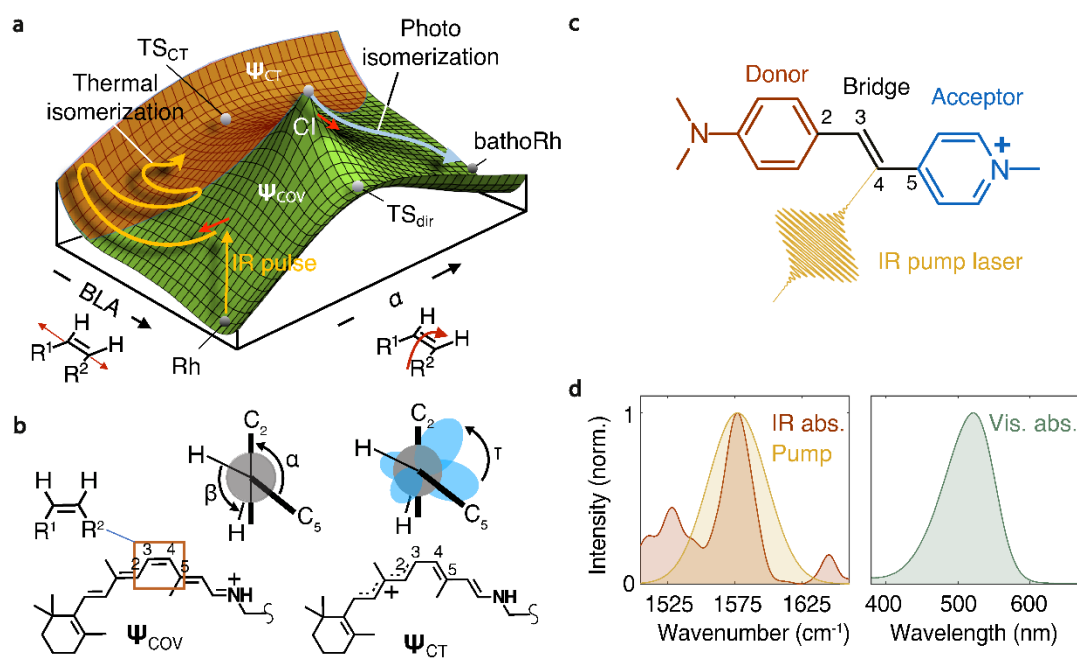 a
TS_CT
Thermal
isomerization
Ψ_CT
Photo
isomerization
CI
bathoRh
Ψ_COV
TS_dir
IR pulse
BLA
α
Rh
H
H
R¹
R²
H
H
R¹
R²
b
H
H
R¹
R²
C₂
H
α
β
H
C₅
C₂
H
τ
H
C₅
3 4
2 5
+
NH
S
Ψ_COV
2 3 4
5
+
NH
S
Ψ_CT
c
Donor
Bridge
Acceptor
N
2 3
4 5
+
N
IR pump laser
d
Intensity (norm.)
1
0
IR abs.
Pump
1525 1575 1625
Wavenumber (cm⁻¹)
Vis. abs.
400 500 600
Wavelength (nm)